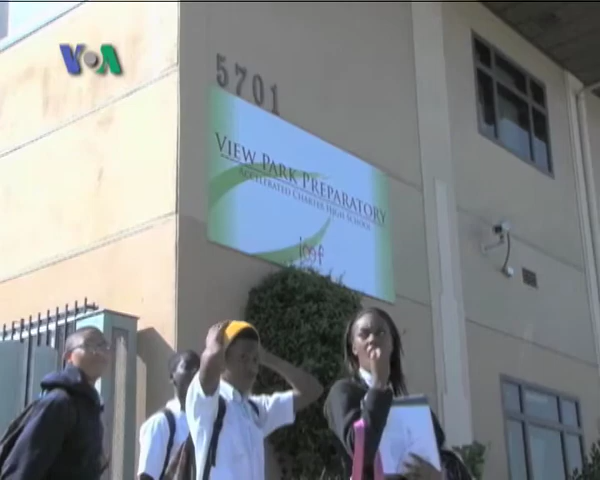 VOA
5701
VIEW PARK PREPARATORY
ACCELERATED CHARTER HIGH SCHOOL
icef